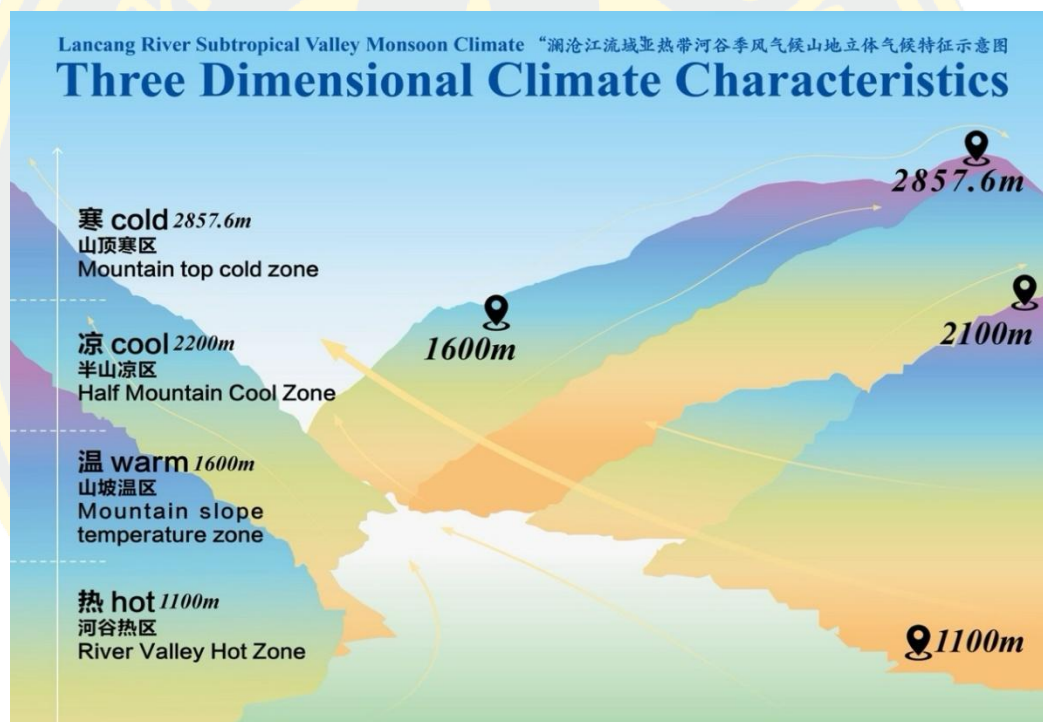 Lancang River Subtropical Valley Monsoon Climate “澜沧江流域亚热带河谷季风气候山地立体气候特征示意图
Three Dimensional Climate Characteristics
2857.6m
寒 cold 2857.6m
山顶寒区
Mountain top cold zone
1600m
2100m
凉 cool 2200m
半山凉区
Half Mountain Cool Zone
温 warm 1600m
山坡温区
Mountain slope
temperature zone
热 hot 1100m
河谷热区
River Valley Hot Zone
1100m